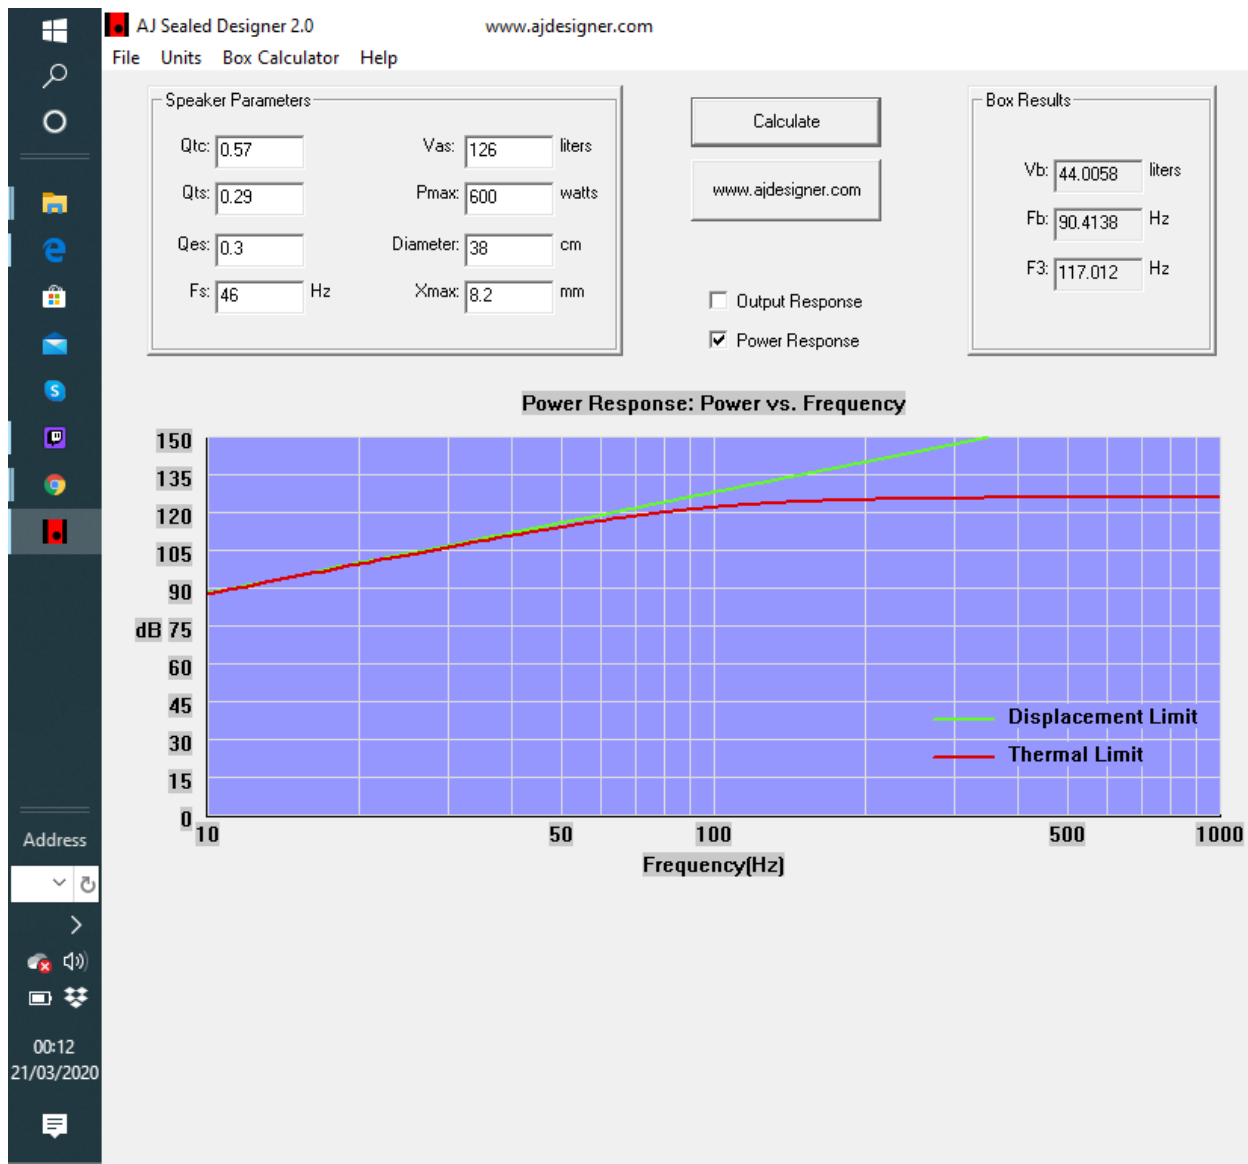 AJ Sealed Designer 2.0 www.ajdesigner.com
File Units Box Calculator Help
Speaker Parameters
Qtc: 0.57 Vas: 126 liters
Qts: 0.29 Pmax: 600 watts
Qes: 0.3 Diameter: 38 cm
Fs: 46 Hz Xmax: 8.2 mm
Calculate
www.ajdesigner.com
Output Response
Power Response
Box Results
Vb: 44.0058 liters
Fb: 90.4138 Hz
F3: 117.012 Hz
Power Response: Power vs. Frequency
150
135
120
105
90
dB 75
60
45
30
15
0
Displacement Limit
Thermal Limit
10 50 100 500 1000
Frequency(Hz)
Address
00:12
21/03/2020